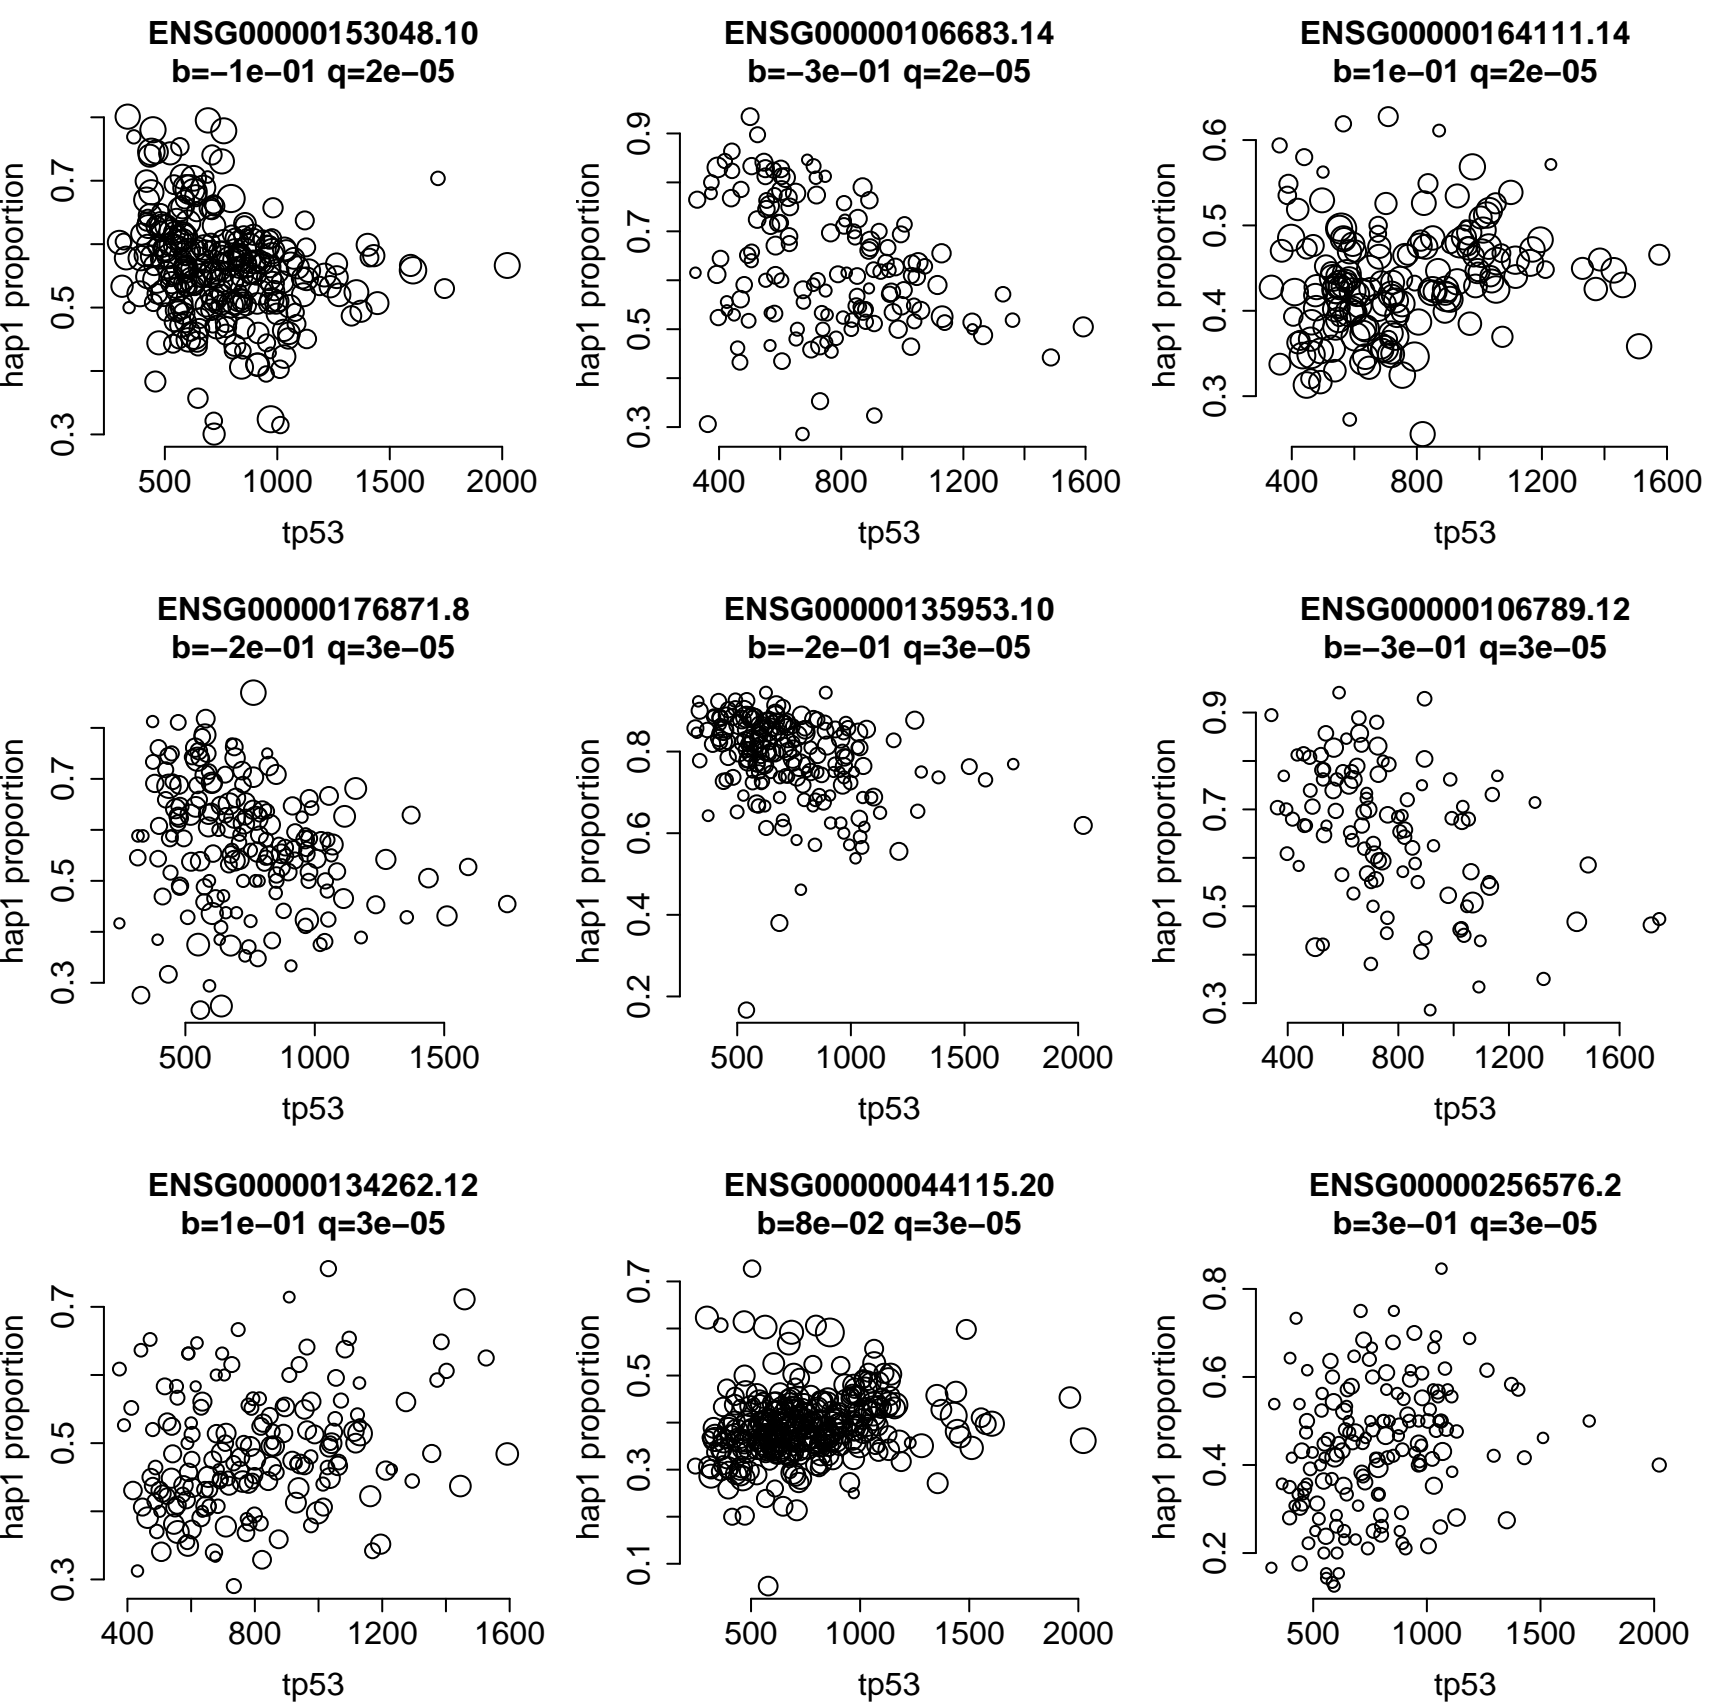 ENSG00000153048.10
b=−1e−01 q=2e−05
hap1 proportion
0.3 0.5 0.7
500 1000 1500 2000
tp53
ENSG00000106683.14
b=−3e−01 q=2e−05
hap1 proportion
0.3 0.5 0.7 0.9
400 800 1200 1600
tp53
ENSG00000164111.14
b=1e−01 q=2e−05
hap1 proportion
0.3 0.4 0.5 0.6
400 800 1200 1600
tp53
ENSG00000176871.8
b=−2e−01 q=3e−05
hap1 proportion
0.3 0.5 0.7
500 1000 1500
tp53
ENSG00000135953.10
b=−2e−01 q=3e−05
hap1 proportion
0.2 0.4 0.6 0.8
500 1000 1500 2000
tp53
ENSG00000106789.12
b=−3e−01 q=3e−05
hap1 proportion
0.3 0.5 0.7 0.9
400 800 1200 1600
tp53
ENSG00000134262.12
b=1e−01 q=3e−05
hap1 proportion
0.3 0.5 0.7
400 800 1200 1600
tp53
ENSG00000044115.20
b=8e−02 q=3e−05
hap1 proportion
0.1 0.3 0.5 0.7
500 1000 1500 2000
tp53
ENSG00000256576.2
b=3e−01 q=3e−05
hap1 proportion
0.2 0.4 0.6 0.8
500 1000 1500 2000
tp53